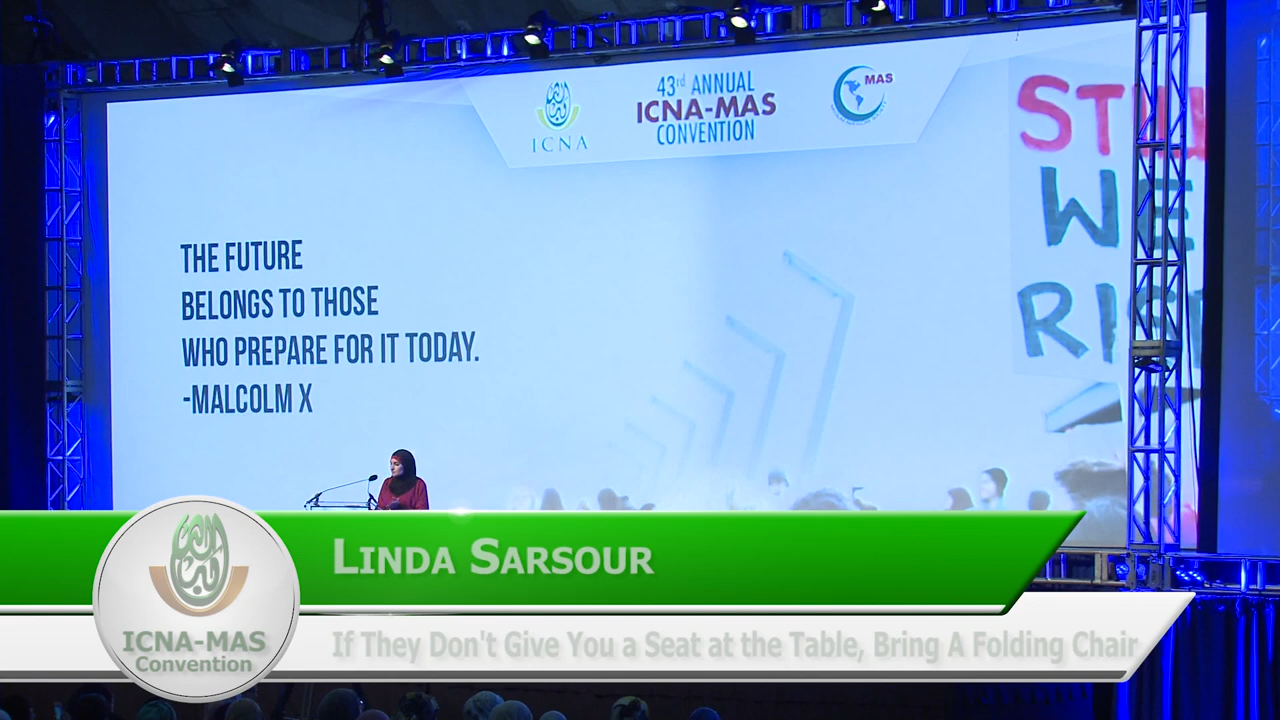 43rd ANNUAL
ICNA-MAS
CONVENTION
ICNA
MAS
THE FUTURE
BELONGS TO THOSE
WHO PREPARE FOR IT TODAY.
-MALCOLM X
WE
LINDA SARSOUR
If They Don't Give You a Seat at the Table, Bring A Folding Chair
ICNA-MAS
Convention